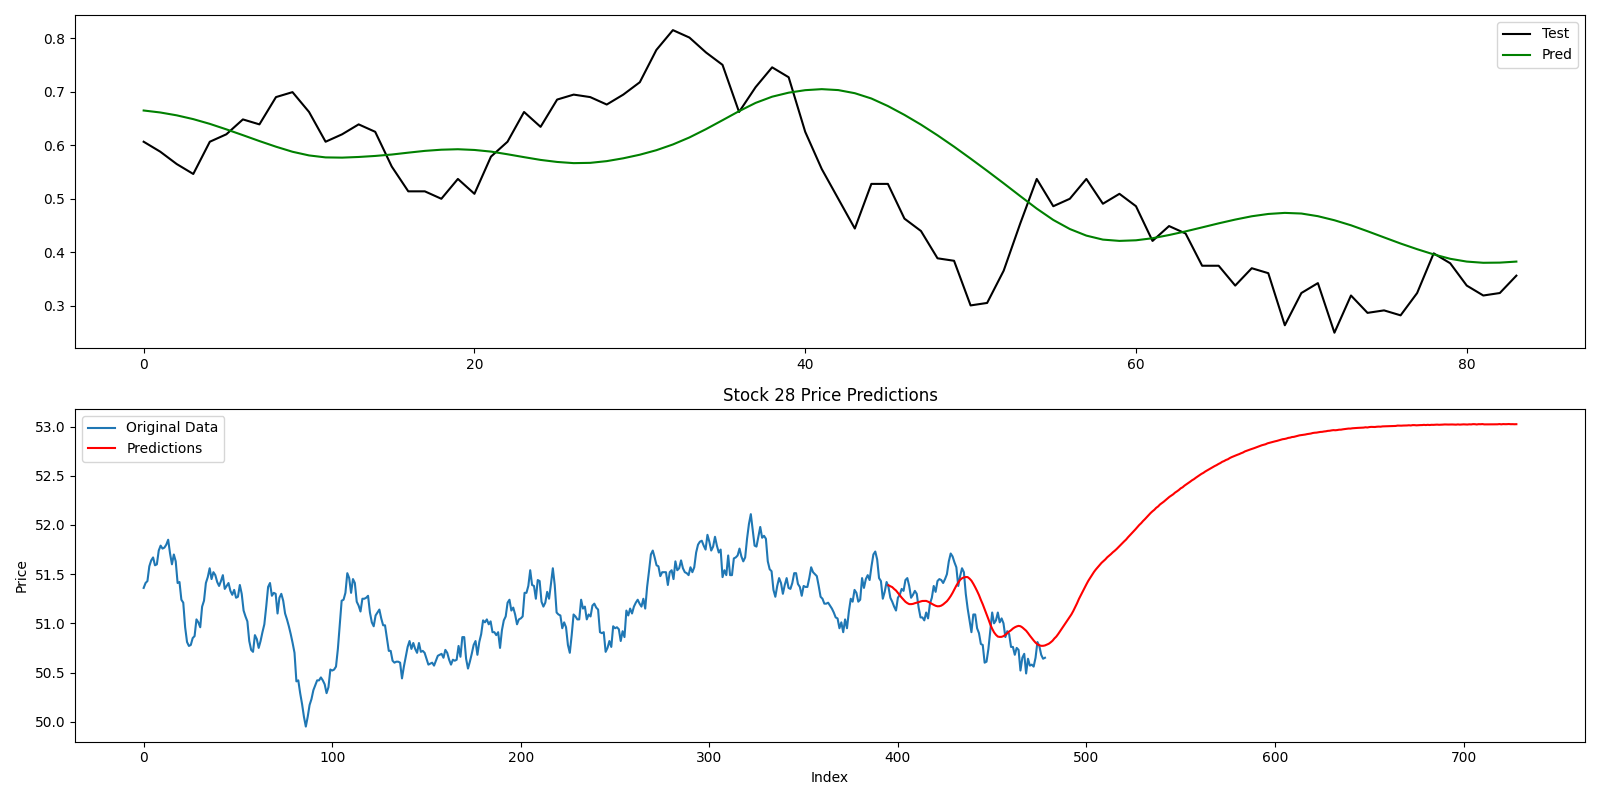 0.8
0.7
0.6
0.5
0.4
0.3
Test
Pred
0 20 40 60 80
Stock 28 Price Predictions
Original Data
Predictions
Price
53.0
52.5
52.0
51.5
51.0
50.5
50.0
0 100 200 300 400 500 600 700
Index